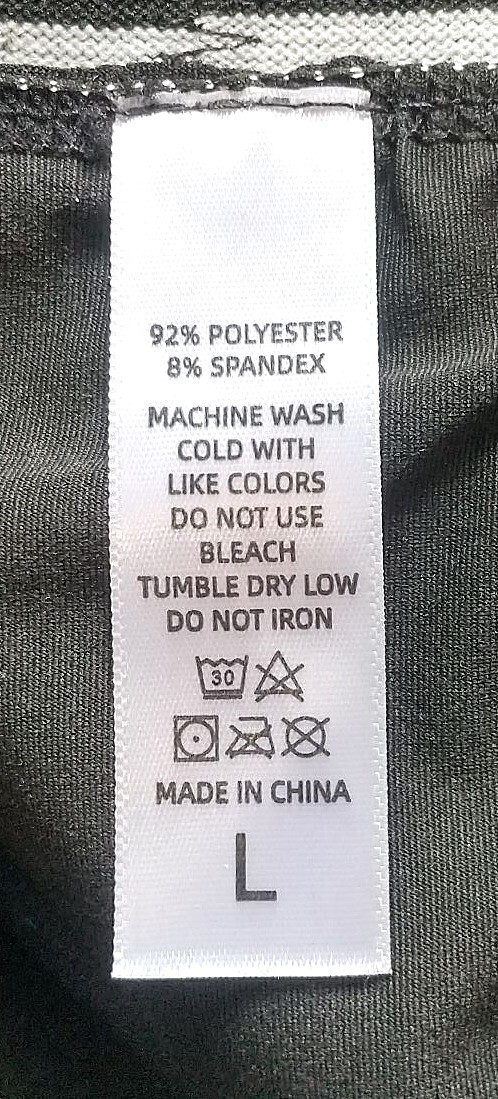 92% POLYESTER
8% SPANDEX
MACHINE WASH
COLD WITH
LIKE COLORS
DO NOT USE
BLEACH
TUMBLE DRY LOW
DO NOT IRON
30
MADE IN CHINA
L